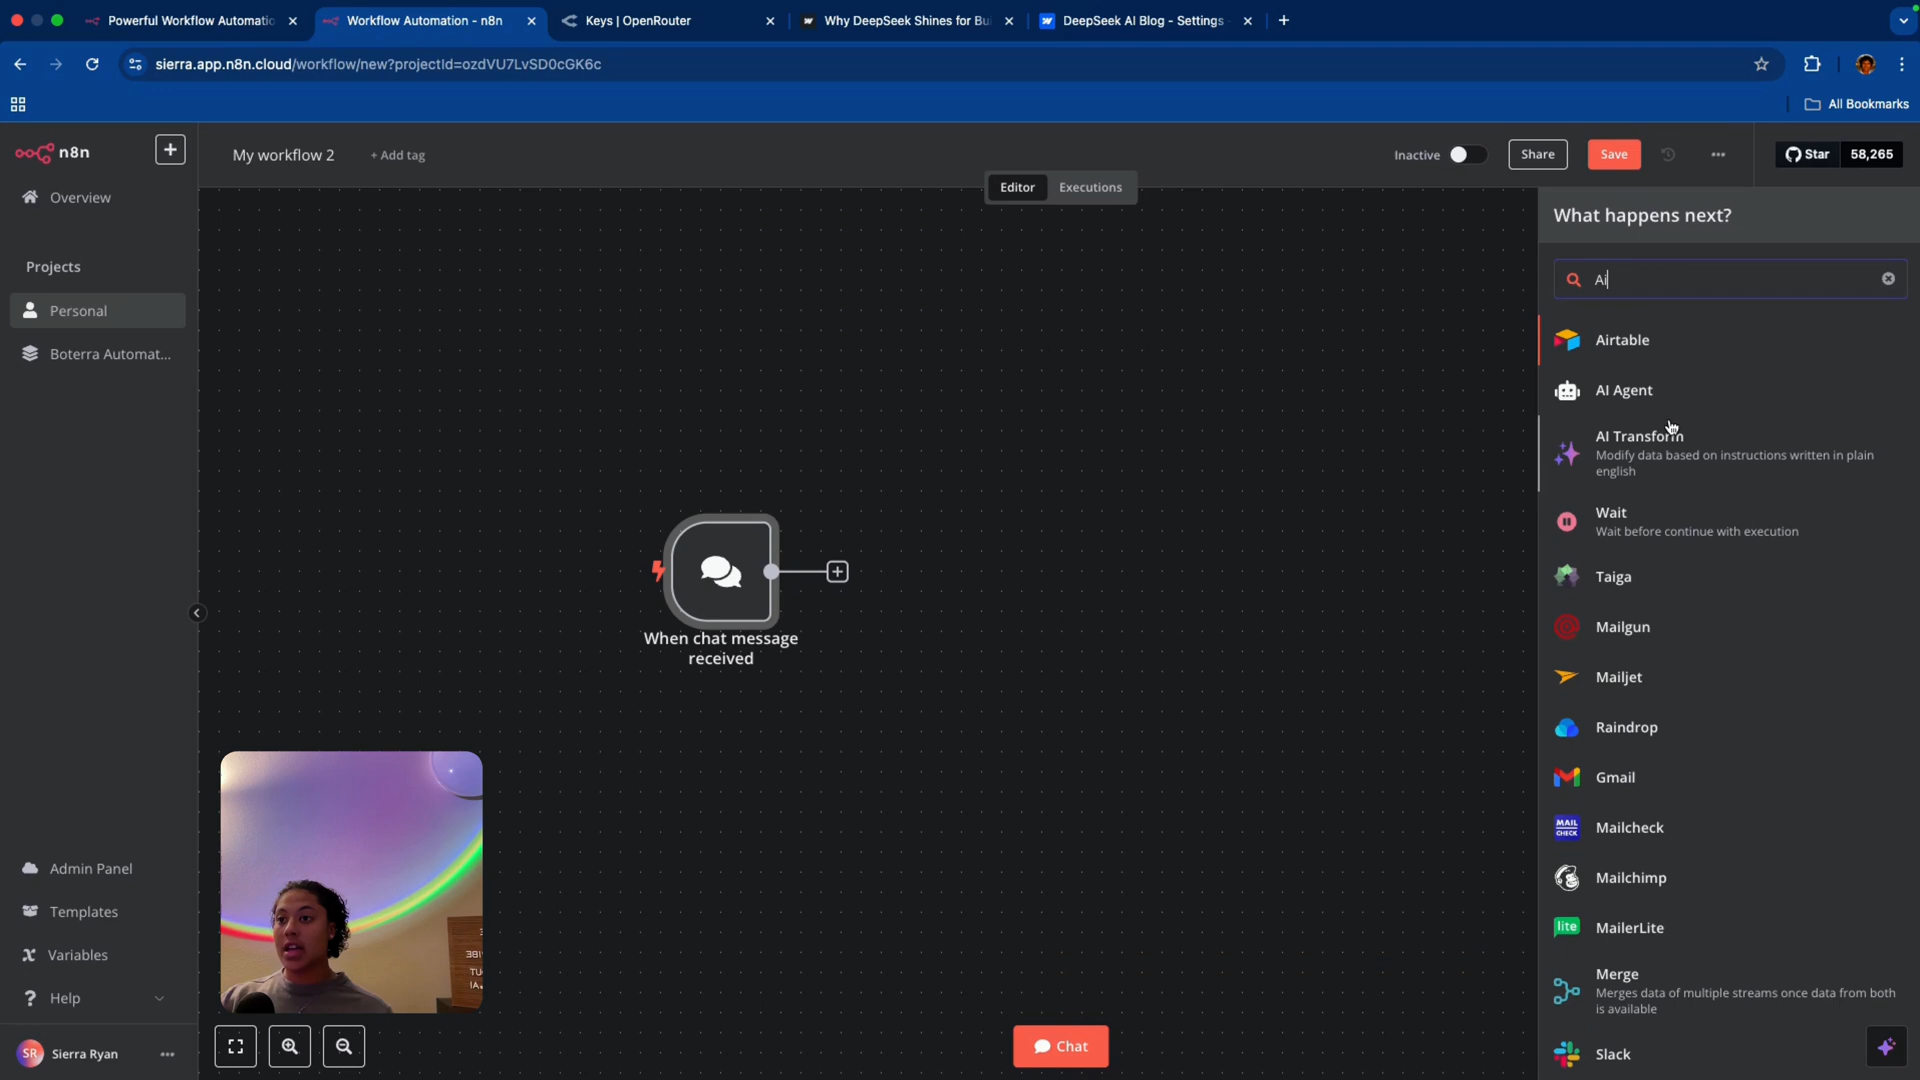 Powerful Workflow Automatio
Workflow Automation - n8n
Keys | OpenRouter
Why DeepSeek Shines for Bu
DeepSeek AI Blog - Settings
sierra.app.n8n.cloud/workflow/new?projectId=ozdVU7LvSD0cGK6c
All Bookmarks
n8n
My workflow 2
+ Add tag
Inactive
Share
Save
Star
58,265
Editor
Executions
Overview
Projects
Personal
Boterra Automat...
What happens next?
Ai
Airtable
AI Agent
AI Transform
Modify data based on instructions written in plain
english
Wait
Wait before continue with execution
Taiga
Mailgun
Mailjet
Raindrop
Gmail
MAIL
CHECK
Mailcheck
Mailchimp
lite
MailerLite
Merge
Merges data of multiple streams once data from both
is available
Slack
When chat message
received
Admin Panel
Templates
Variables
Help
SR
Sierra Ryan
Chat